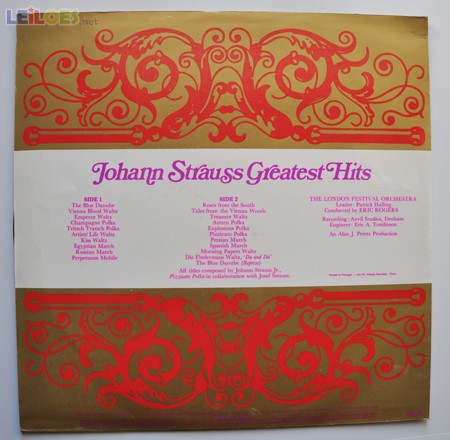 LEiLOES.net
Johann Strauss Greatest Hits
SIDE 1
The Blue Danube
Vienna Blood Waltz
Emperor Waltz
Champagne Polka
Tritsch Tratsch Polka
Artists' Life Waltz
Kiss Waltz
Egyptian March
Russian March
Perpetuum Mobile
SIDE 2
Roses from the South
Tales from the Vienna Woods
Treasure Waltz
Annen Polka
Explosions Polka
Pizzicato Polka
Persian March
Spanish March
Morning Papers Waltz
Die Fledermaus Waltz, 'Du and Du'
The Blue Danube (Reprise)
All titles composed by Johann Strauss Jr.,
Pizzicato Polka in collaboration with Josef Strauss.
THE LONDON FESTIVAL ORCHESTRA
Leader: Patrick Halling
Conducted by ERIC ROGERS
Recording: Anvil Studios, Denham
Engineer: Eric A. Tomlinson
An Alan J. Peters Production